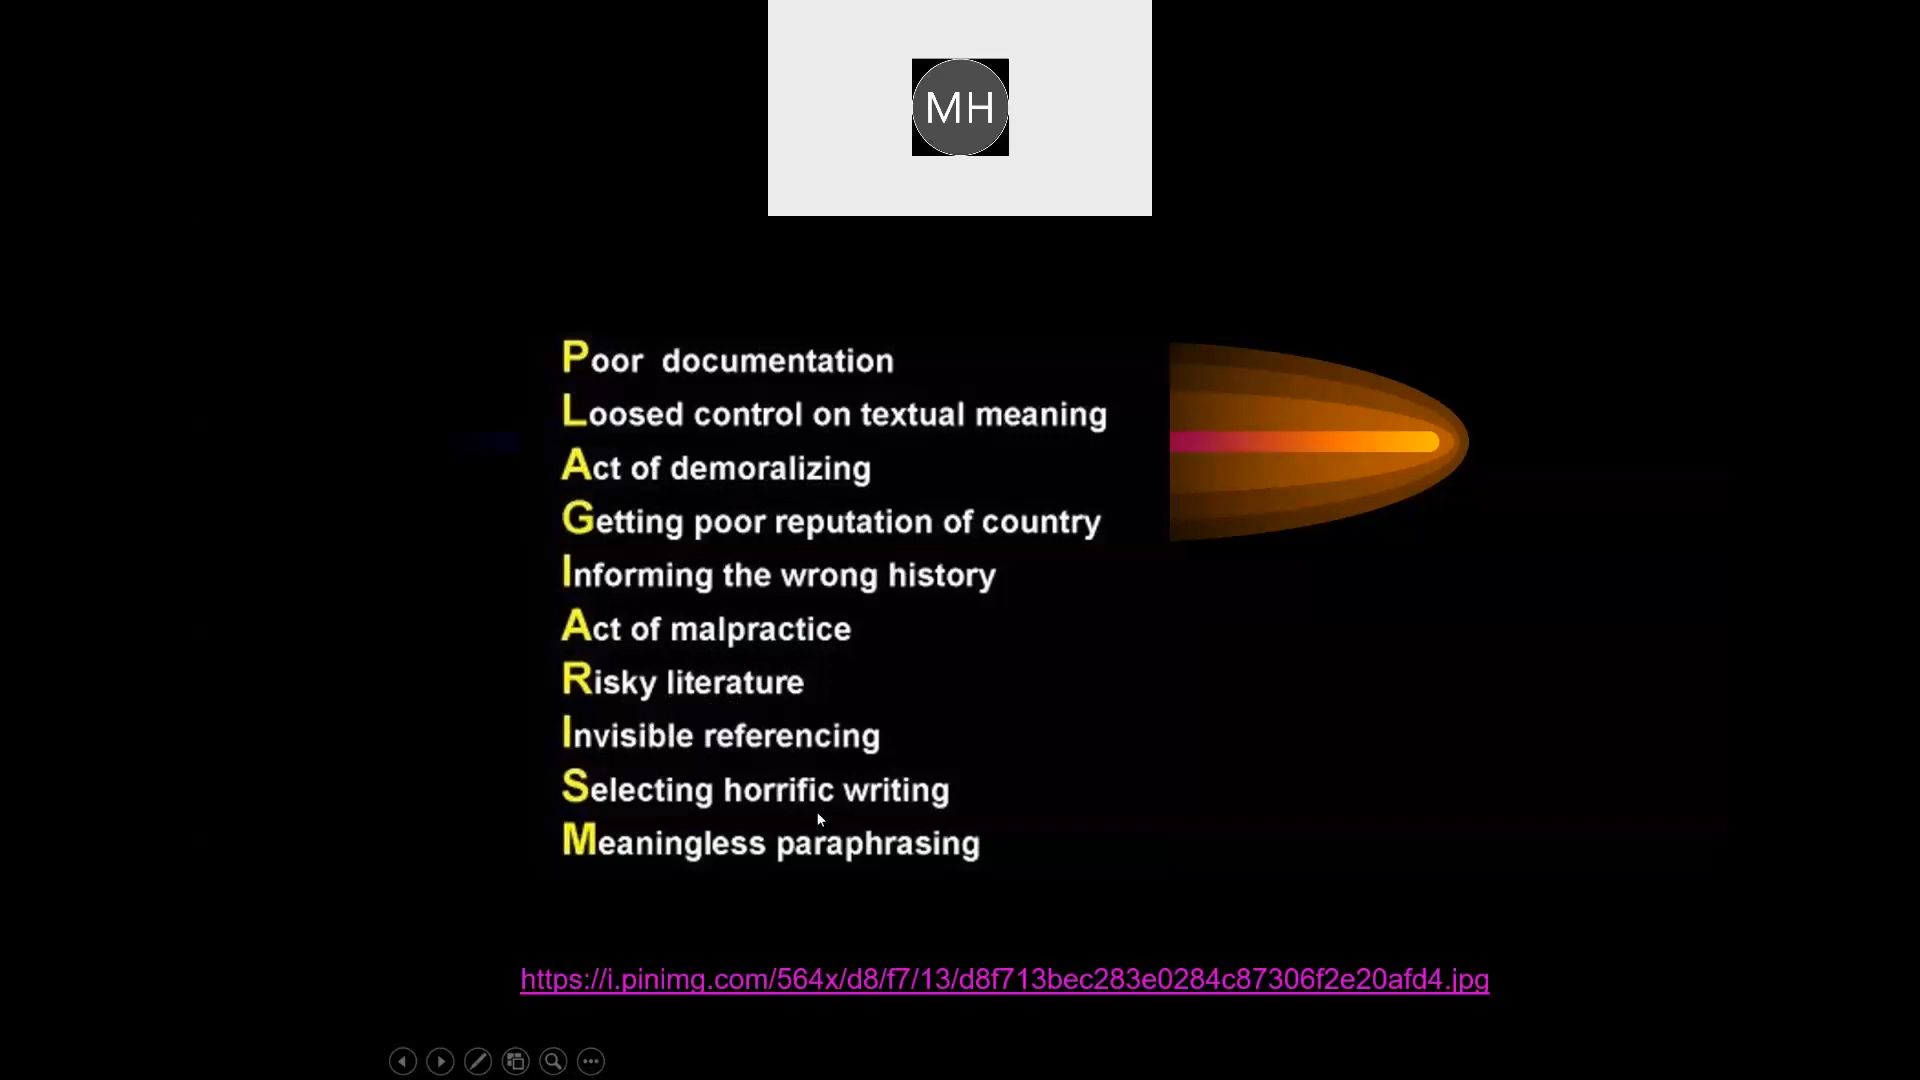 MH
Poor documentation
Loosed control on textual meaning
Act of demoralizing
Getting poor reputation of country
Informing the wrong history
Act of malpractice
Risky literature
Invisible referencing
Selecting horrific writing
Meaningless paraphrasing
https://i.pinimg.com/564x/d8/f7/13/d8f713bec283e0284c87306f2e20afd4.jpg